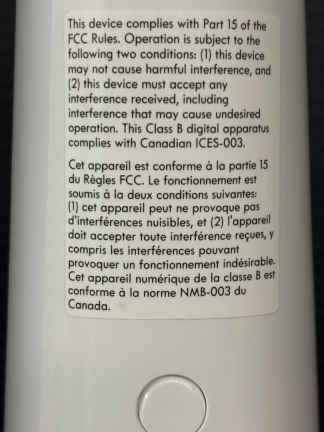 This device complies with Part 15 of the
FCC Rules. Operation is subject to the
following two conditions: (1) this device
may not cause harmful interference, and
(2) this device must accept any
interference received, including
interference that may cause undesired
operation. This Class B digital apparatus
complies with Canadian ICES-003.
Cet appareil est conforme à la partie 15
du Règles FCC. Le fonctionnement est
soumis à la deux conditions suivantes:
(1) cet appareil peut ne provoque pas
d'interférences nuisibles, et (2) l'appareil
doit accepter toute interférence reçues, y
compris les interférences pouvant
provoquer un fonctionnement indésirable.
Cet appareil numérique de la classe B est
conforme à la norme NMB-003 du
Canada.